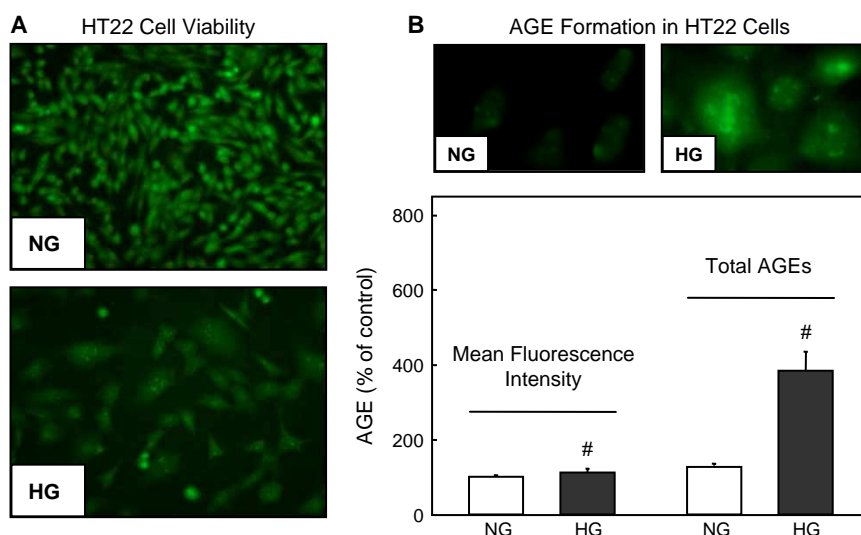 A
HT22 Cell Viability
NG
HG
B
AGE Formation in HT22 Cells
NG
HG
AGE (% of control)
800
600
400
200
0
Mean Fluorescence
Intensity
#
Total AGEs
#
NG
HG
NG
HG